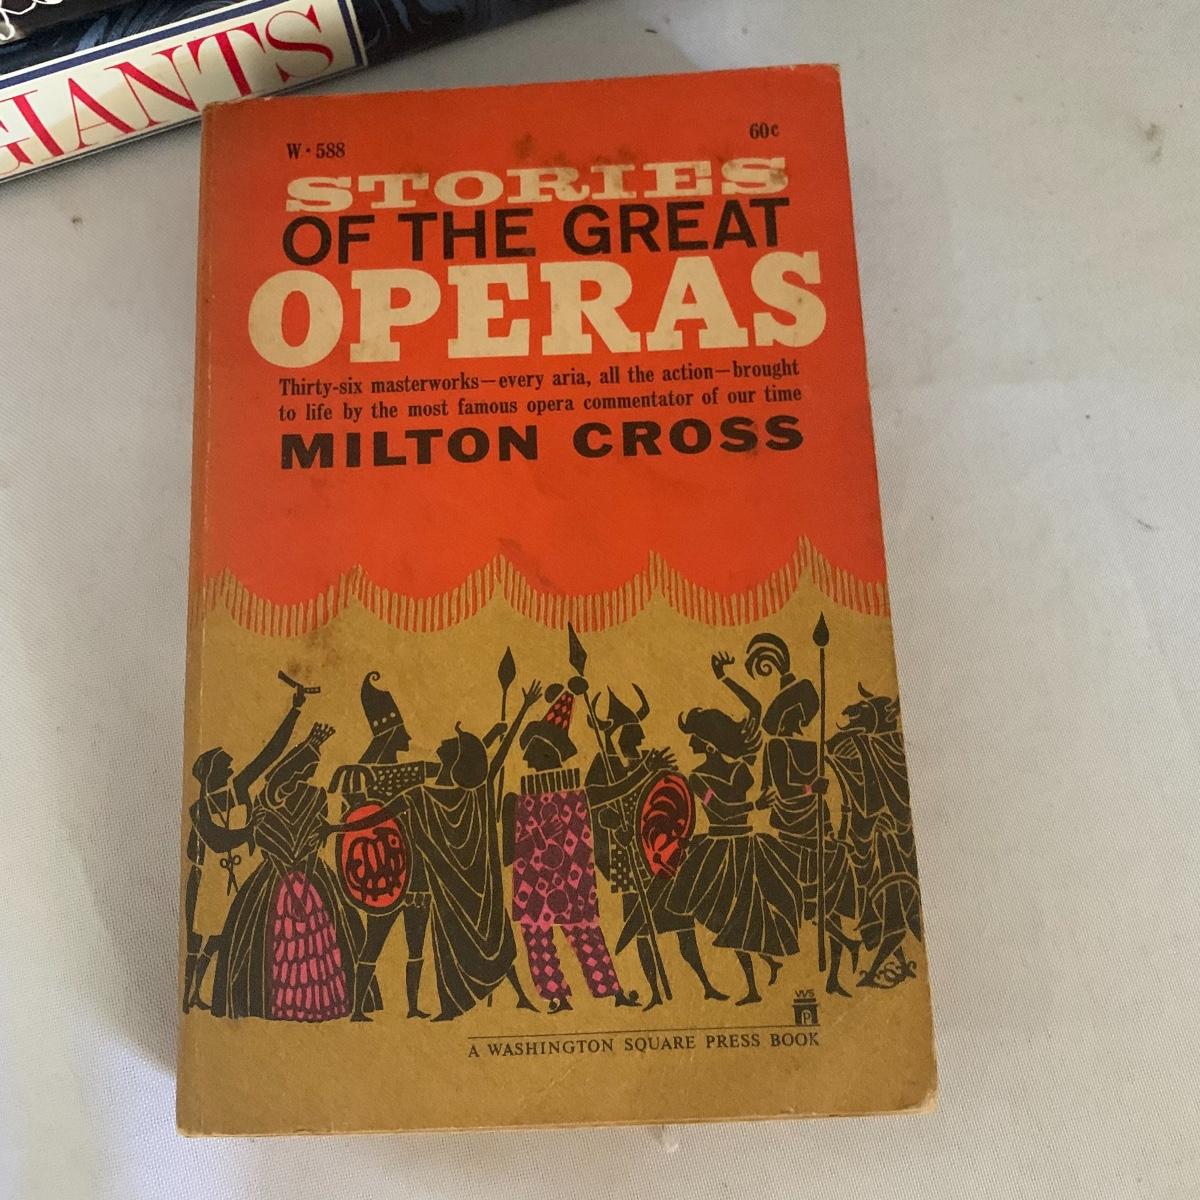 GIANTS
W·588
60¢
STORIES
OF THE GREAT
OPERAS
Thirty-six masterworks—every aria, all the action—brought
to life by the most famous opera commentator of our time
MILTON CROSS
WS
P
A WASHINGTON SQUARE PRESS BOOK